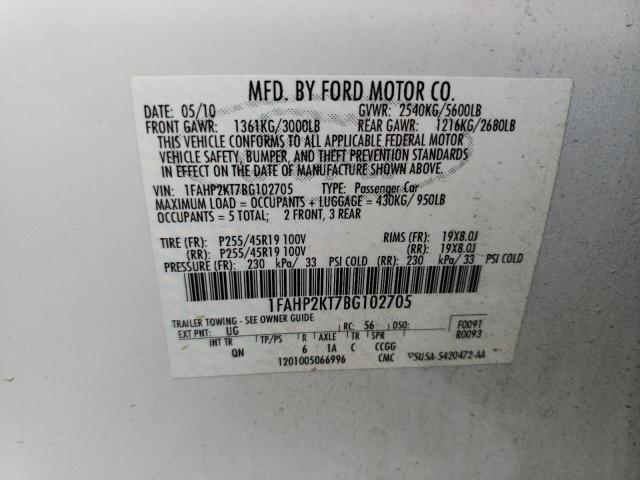 MFD. BY FORD MOTOR CO.
DATE: 05/10 GVWR: 2540KG/5600LB
FRONT GAWR: 1361KG/3000LB REAR GAWR: 1216KG/2680LB
THIS VEHICLE CONFORMS TO ALL APPLICABLE FEDERAL MOTOR
VEHICLE SAFETY, BUMPER, AND THEFT PREVENTION STANDARDS
IN EFFECT ON THE DATE OF MANUFACTURE SHOWN ABOVE.
VIN: 1FAHP2KT7BG102705 TYPE: Passenger Car
MAXIMUM LOAD = OCCUPANTS + LUGGAGE = 430KG/ 950LB
OCCUPANTS = 5 TOTAL; 2 FRONT, 3 REAR
TIRE (FR): P255/45R19 100V RIMS (FR): 19X8.0J
(RR): P255/45R19 100V (RR): 19X8.0J
PRESSURE (FR): 230 kPa/ 33 PSI COLD (RR): 230 kPa/33 PSI COLD
1FAHP2KT7BG102705
TRAILER TOWING - SEE OWNER GUIDE
EXT PNT: UG RC: 56 DSO: F0091
R0093
INT TR TP/PS R AXLE TR SPR
QN 6 1A C CCGG
1201005066996 CMC ▽5U5A-5420472-AA